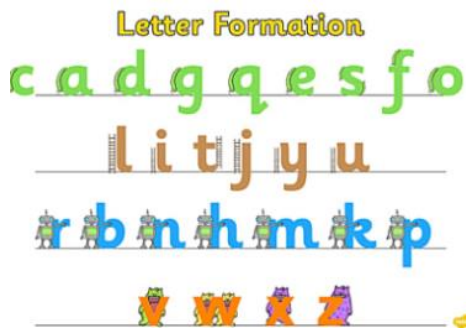 Letter Formation
c a d g q e s f o
l i t j y u
r b n h m k p
v w x z